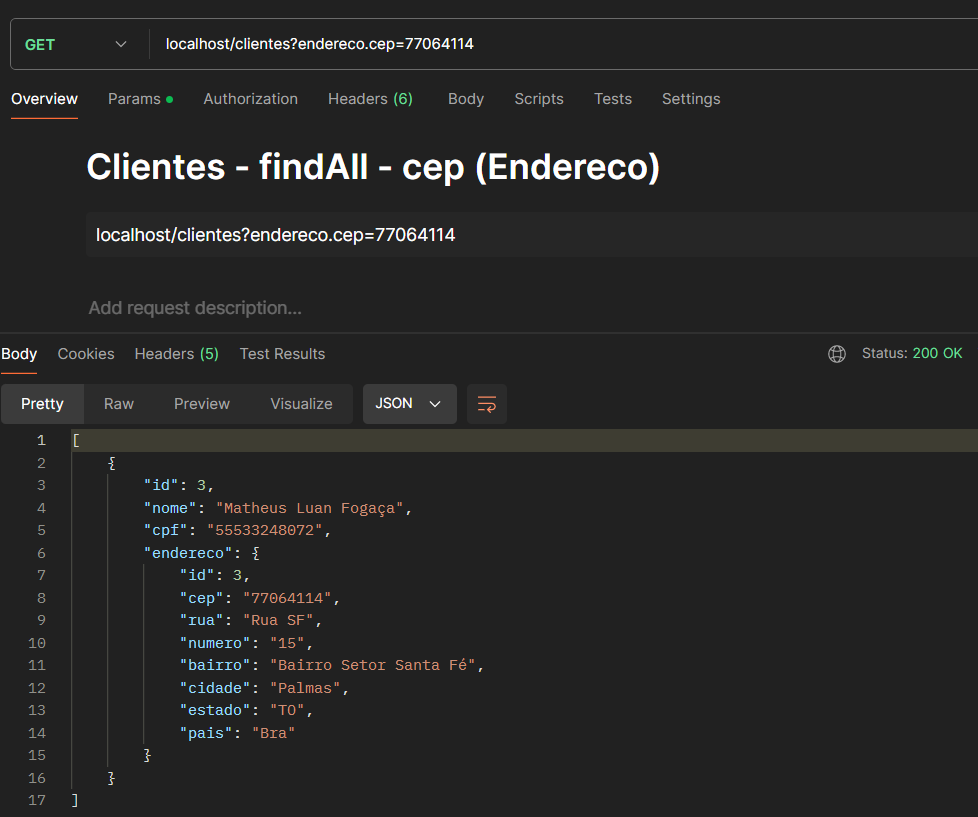 GET localhost/clientes?endereco.cep=77064114
Overview Params Authorization Headers (6) Body Scripts Tests Settings
Clientes - findAll - cep (Endereco)
localhost/clientes?endereco.cep=77064114
Add request description...
Body Cookies Headers (5) Test Results Status: 200 OK
Pretty Raw Preview Visualize JSON
1 [
2 {
3 "id": 3,
4 "nome": "Matheus Luan Fogaça",
5 "cpf": "55533248072",
6 "endereco": {
7 "id": 3,
8 "cep": "77064114",
9 "rua": "Rua SF",
10 "numero": "15",
11 "bairro": "Bairro Setor Santa Fé",
12 "cidade": "Palmas",
13 "estado": "TO",
14 "pais": "Bra"
15 }
16 }
17 ]